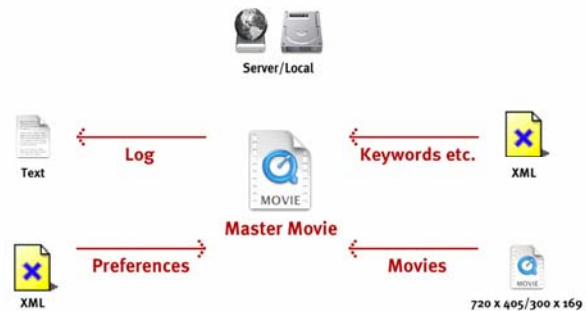 Server/Local
Text
Log
MOVIE
Master Movie
Keywords etc.
XML
XML
Preferences
Movies
MOVIE
720 x 405/300 x 169